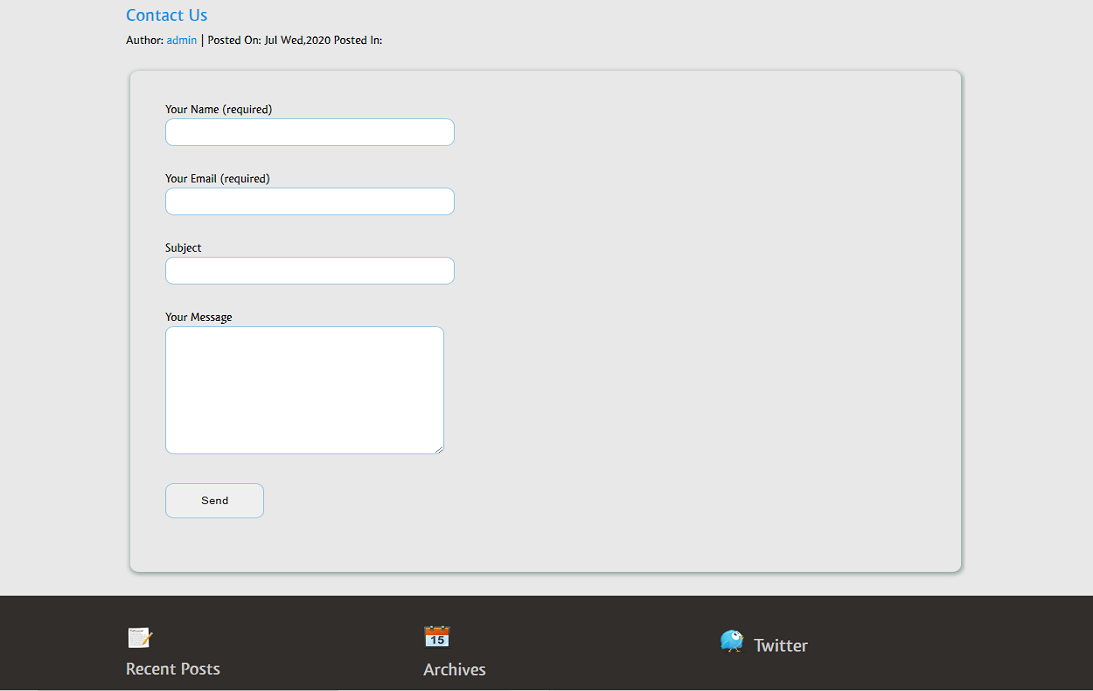 Contact Us
Author: admin | Posted On: Jul Wed,2020 Posted In:
Your Name (required)
Your Email (required)
Subject
Your Message
Send
15
Twitter
Recent Posts
Archives